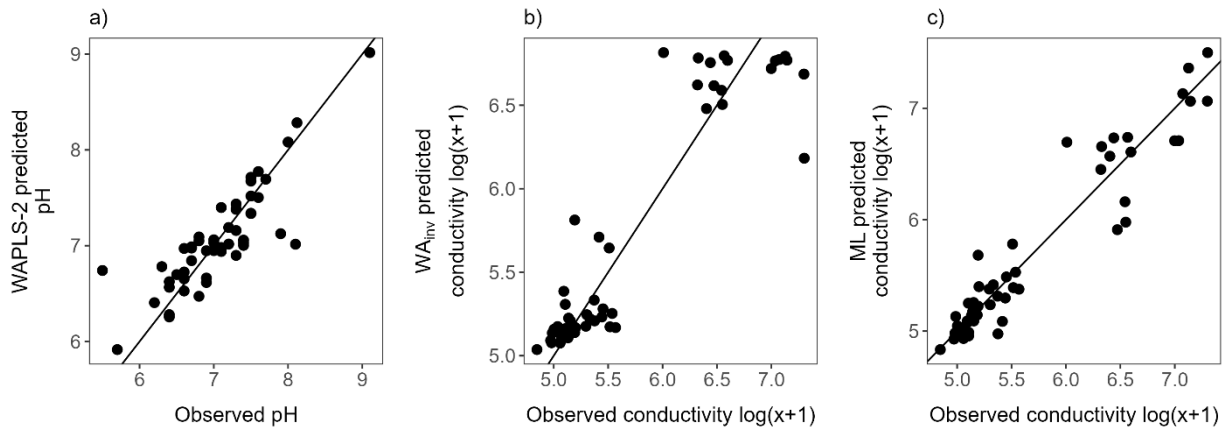 a)
WAPLS-2 predicted
pH
9
8
7
6
6
7
8
9
Observed pH
b)
WAinv predicted
conductivity log(x+1)
6.5
6.0
5.5
5.0
5.0
5.5
6.0
6.5
7.0
Observed conductivity log(x+1)
c)
ML predicted
conductivity log(x+1)
7
6
5
5.0
5.5
6.0
6.5
7.0
Observed conductivity log(x+1)